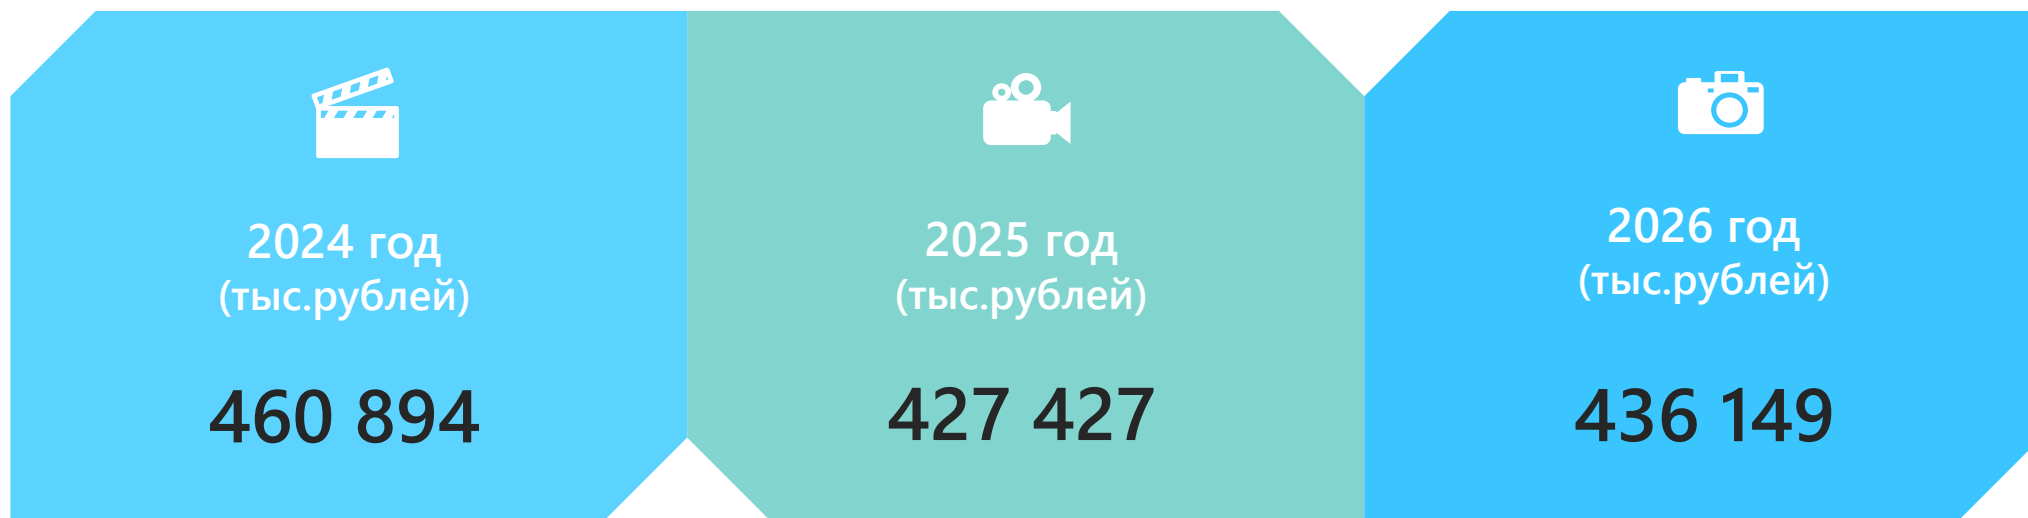 2024 год
(тыс.рублей)
460 894
2025 год
(тыс.рублей)
427 427
2026 год
(тыс.рублей)
436 149